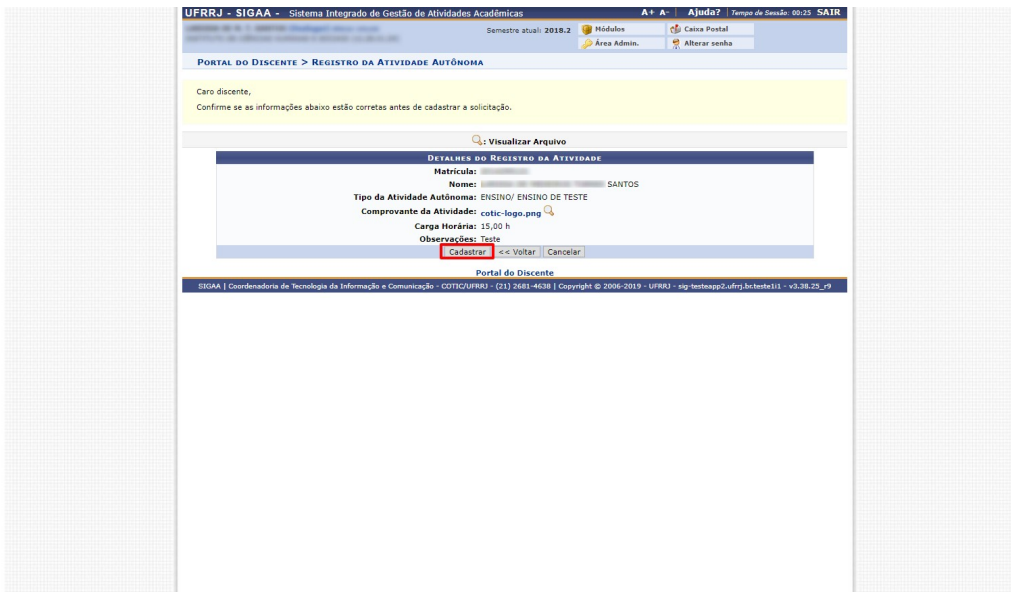 UFRRJ - SIGAA - Sistema Integrado de Gestão de Atividades Acadêmicas A+ A- | Ajuda? | Tempo de Sessão: 00:25 SAIR
Semestre atual: 2018.2 Módulos Caixa Postal
Área Admin. Alterar senha
PORTAL DO DISCENTE > REGISTRO DA ATIVIDADE AUTÔNOMA
Caro discente,
Confirme se as informações abaixo estão corretas antes de cadastrar a solicitação.
: Visualizar Arquivo
DETALHES DO REGISTRO DA ATIVIDADE
Matrícula:
Nome: SANTOS
Tipo da Atividade Autônoma: ENSINO/ ENSINO DE TESTE
Comprovante da Atividade: cotic-logo.png
Carga Horária: 15,00 h
Observações: Teste
Cadastrar << Voltar Cancelar
Portal do Discente
SIGAA | Coordenadoria de Tecnologia da Informação e Comunicação - COTIC/UFRRJ - (21) 2681-4638 | Copyright © 2006-2019 - UFRRJ - sig-testeapp2.ufrrj.br.teste1i1 - v3.38.25_r9